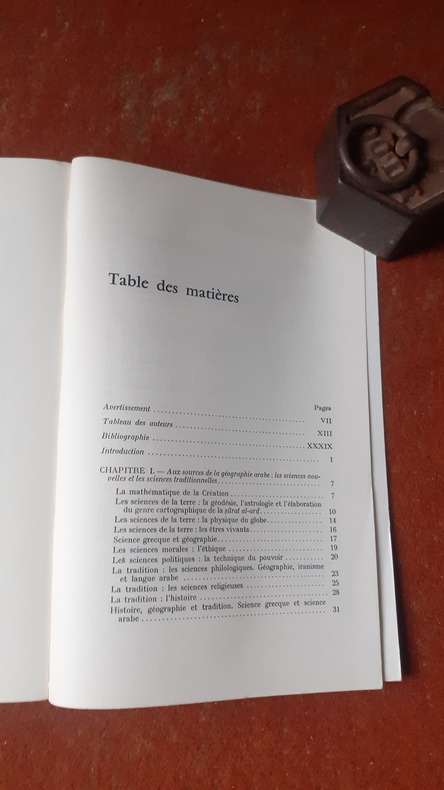 Table des matières
Pages
Avertissement ........ VII
Tableau des auteurs ........ XIII
Bibliographie ........ XXXIX
Introduction ........ 1
CHAPITRE I. — Aux sources de la géographie arabe : les sciences nou-
velles et les sciences traditionnelles ........ 7
La mathématique de la Création ........ 7
Les sciences de la terre : la géodésie, l'astrologie et l'élaboration
du genre cartographique de la ṣūrat al-arḍ ........ 10
Les sciences de la terre : la physique du globe ........ 14
Les sciences de la terre : les êtres vivants ........ 16
Science grecque et géographie ........ 17
Les sciences morales : l'éthique ........ 19
Les sciences politiques : la technique du pouvoir ........ 20
La tradition : les sciences philologiques. Géographie, iranisme
et langue arabe ........ 23
La tradition : les sciences religieuses ........ 25
La tradition : l'histoire ........ 28
Histoire, géographie et tradition. Science grecque et science
arabe ........ 31